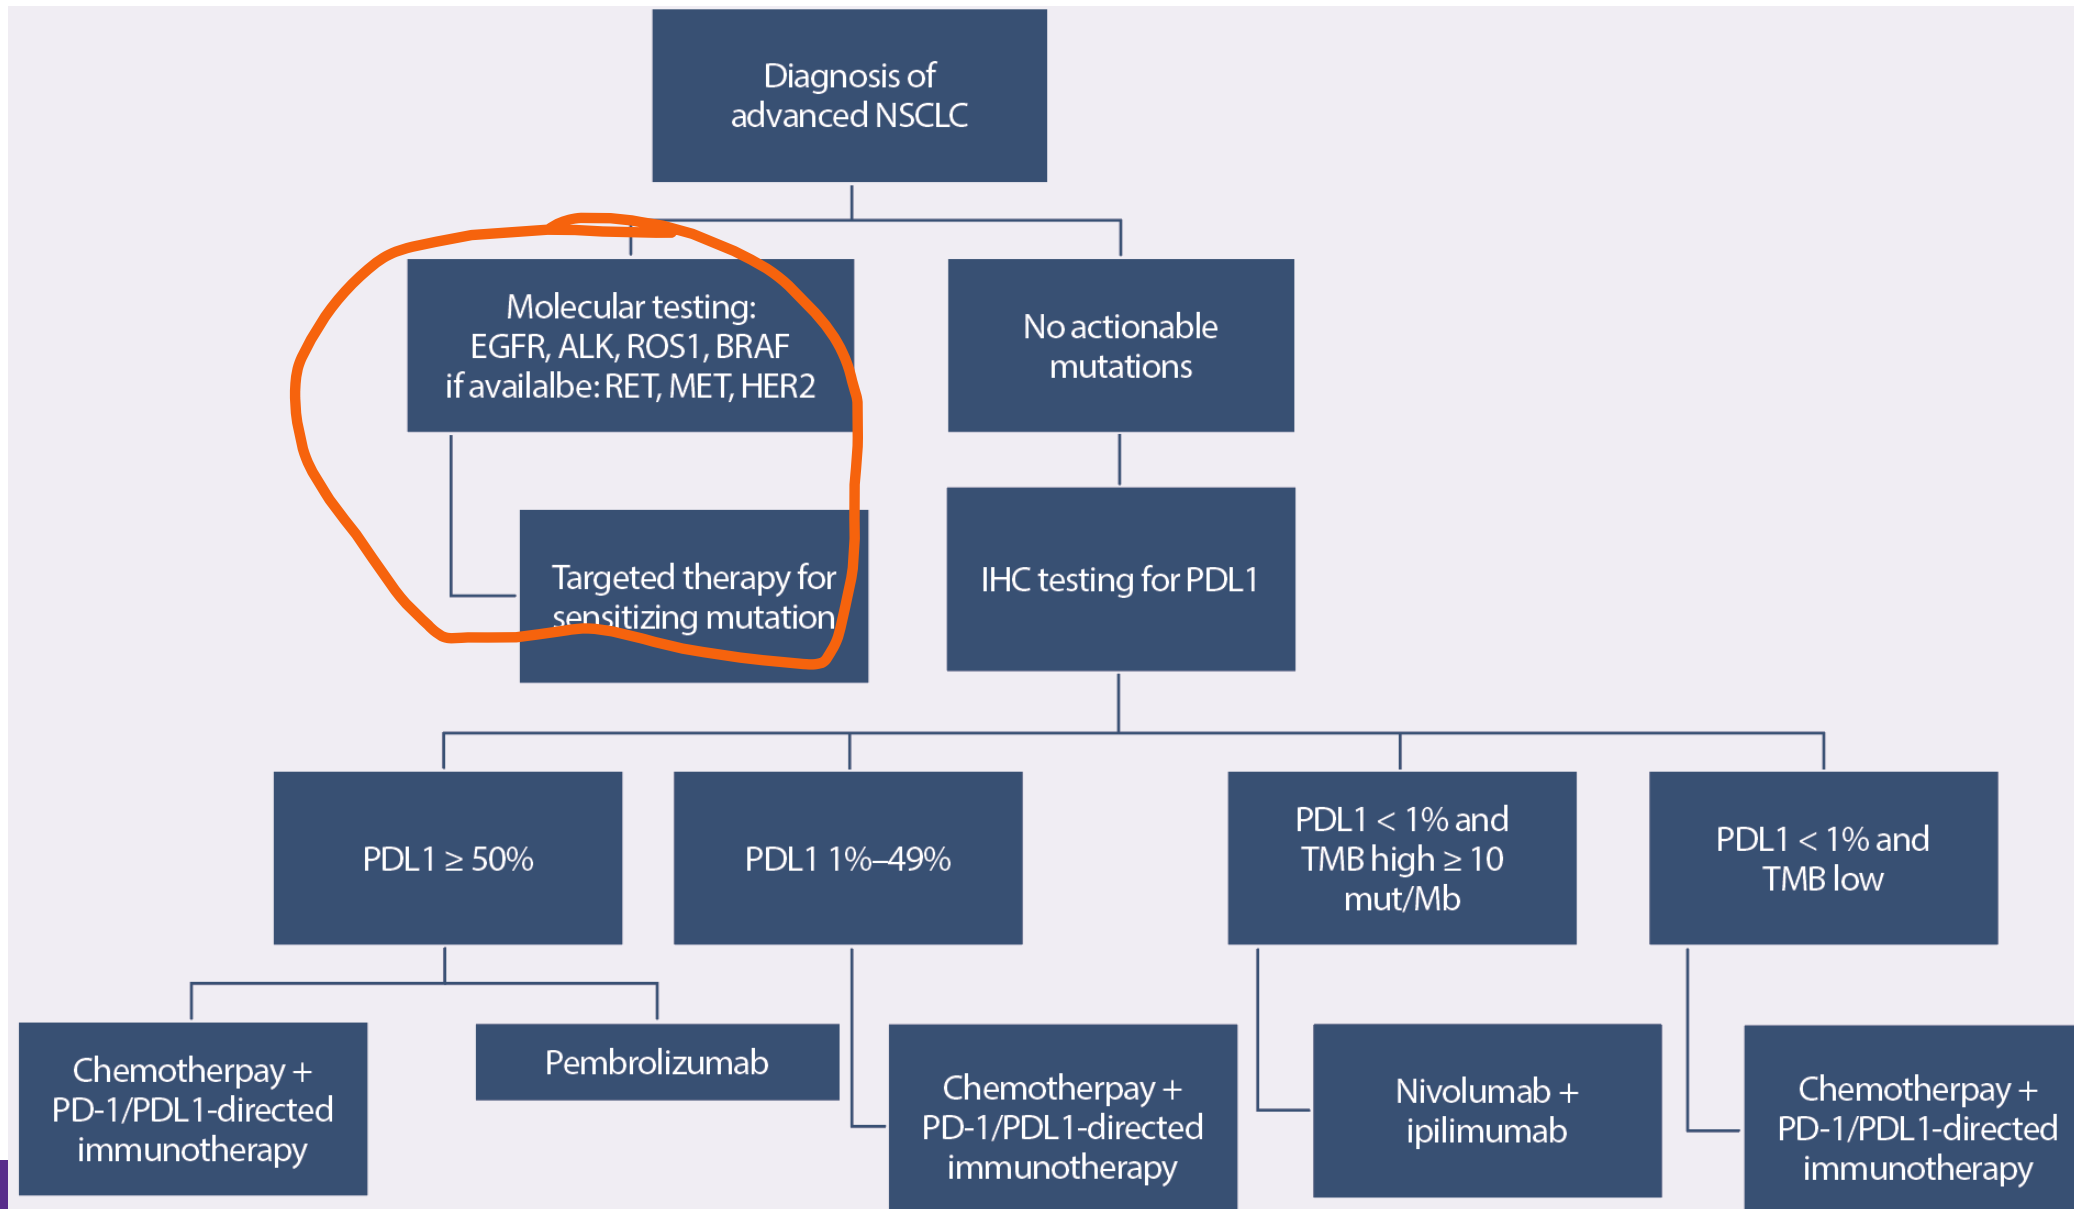 Diagnosis of
advanced NSCLC
Molecular testing:
EGFR, ALK, ROS1, BRAF
if availalbe: RET, MET, HER2
No actionable
mutations
Targeted therapy for
sensitizing mutation
IHC testing for PDL1
PDL1 ≥ 50%
PDL1 1%–49%
PDL1 < 1% and
TMB high ≥ 10
mut/Mb
PDL1 < 1% and
TMB low
Chemotherpay +
PD-1/PDL1-directed
immunotherapy
Pembrolizumab
Chemotherpay +
PD-1/PDL1-directed
immunotherapy
Nivolumab +
ipilimumab
Chemotherpay +
PD-1/PDL1-directed
immunotherapy